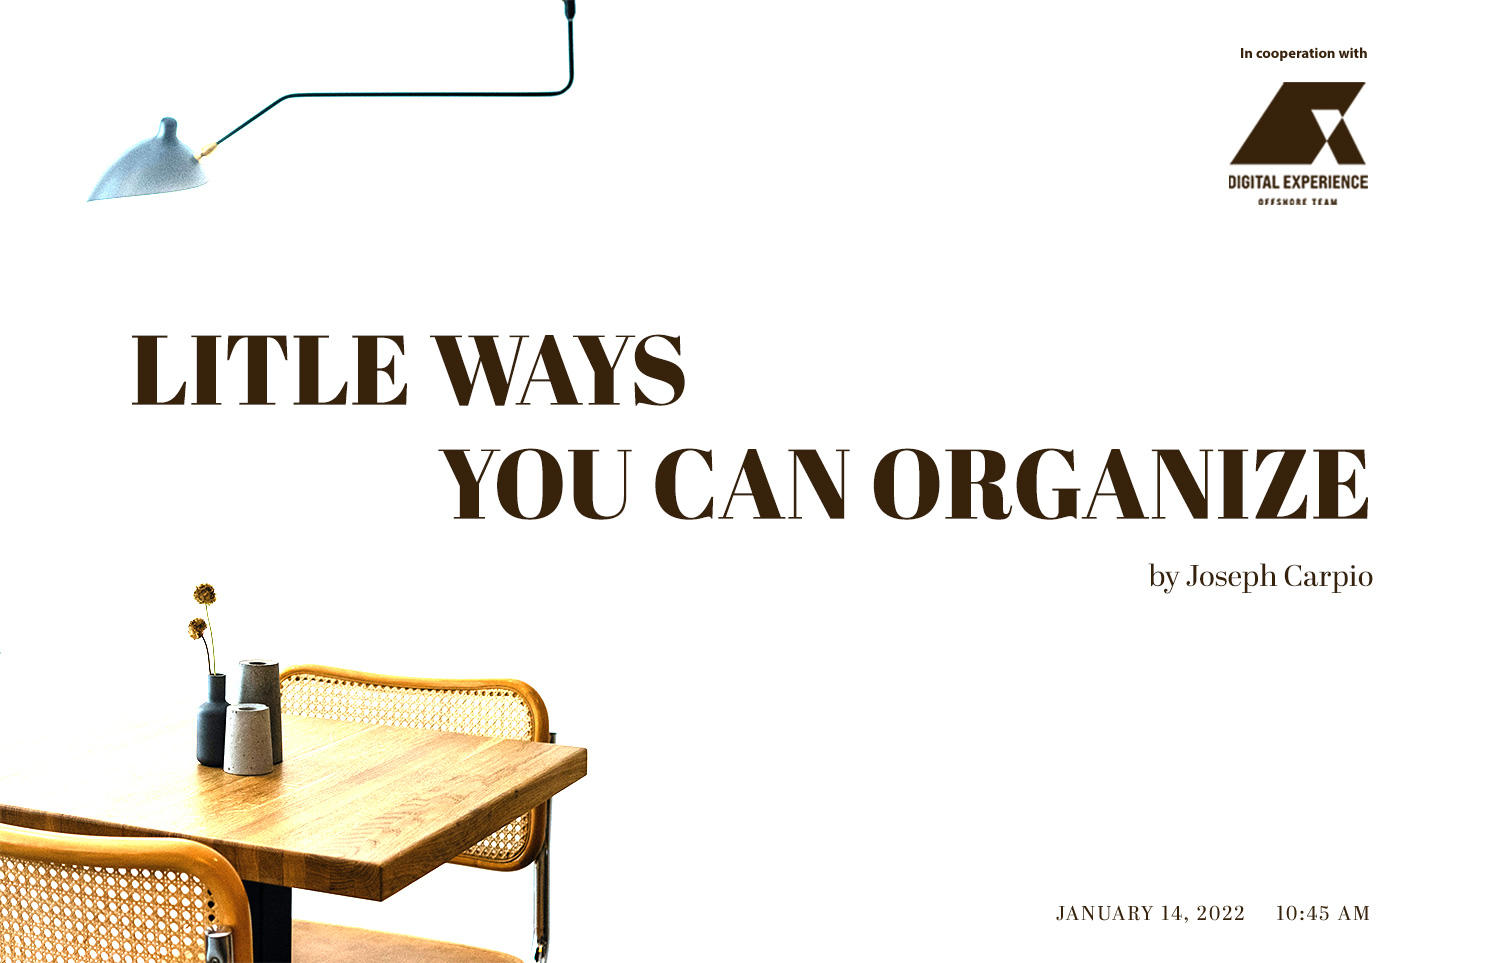 In cooperation with
DIGITAL EXPERIENCE
OFFSHORE TEAM
LITLE WAYS
YOU CAN ORGANIZE
by Joseph Carpio
JANUARY 14, 2022 10:45 AM